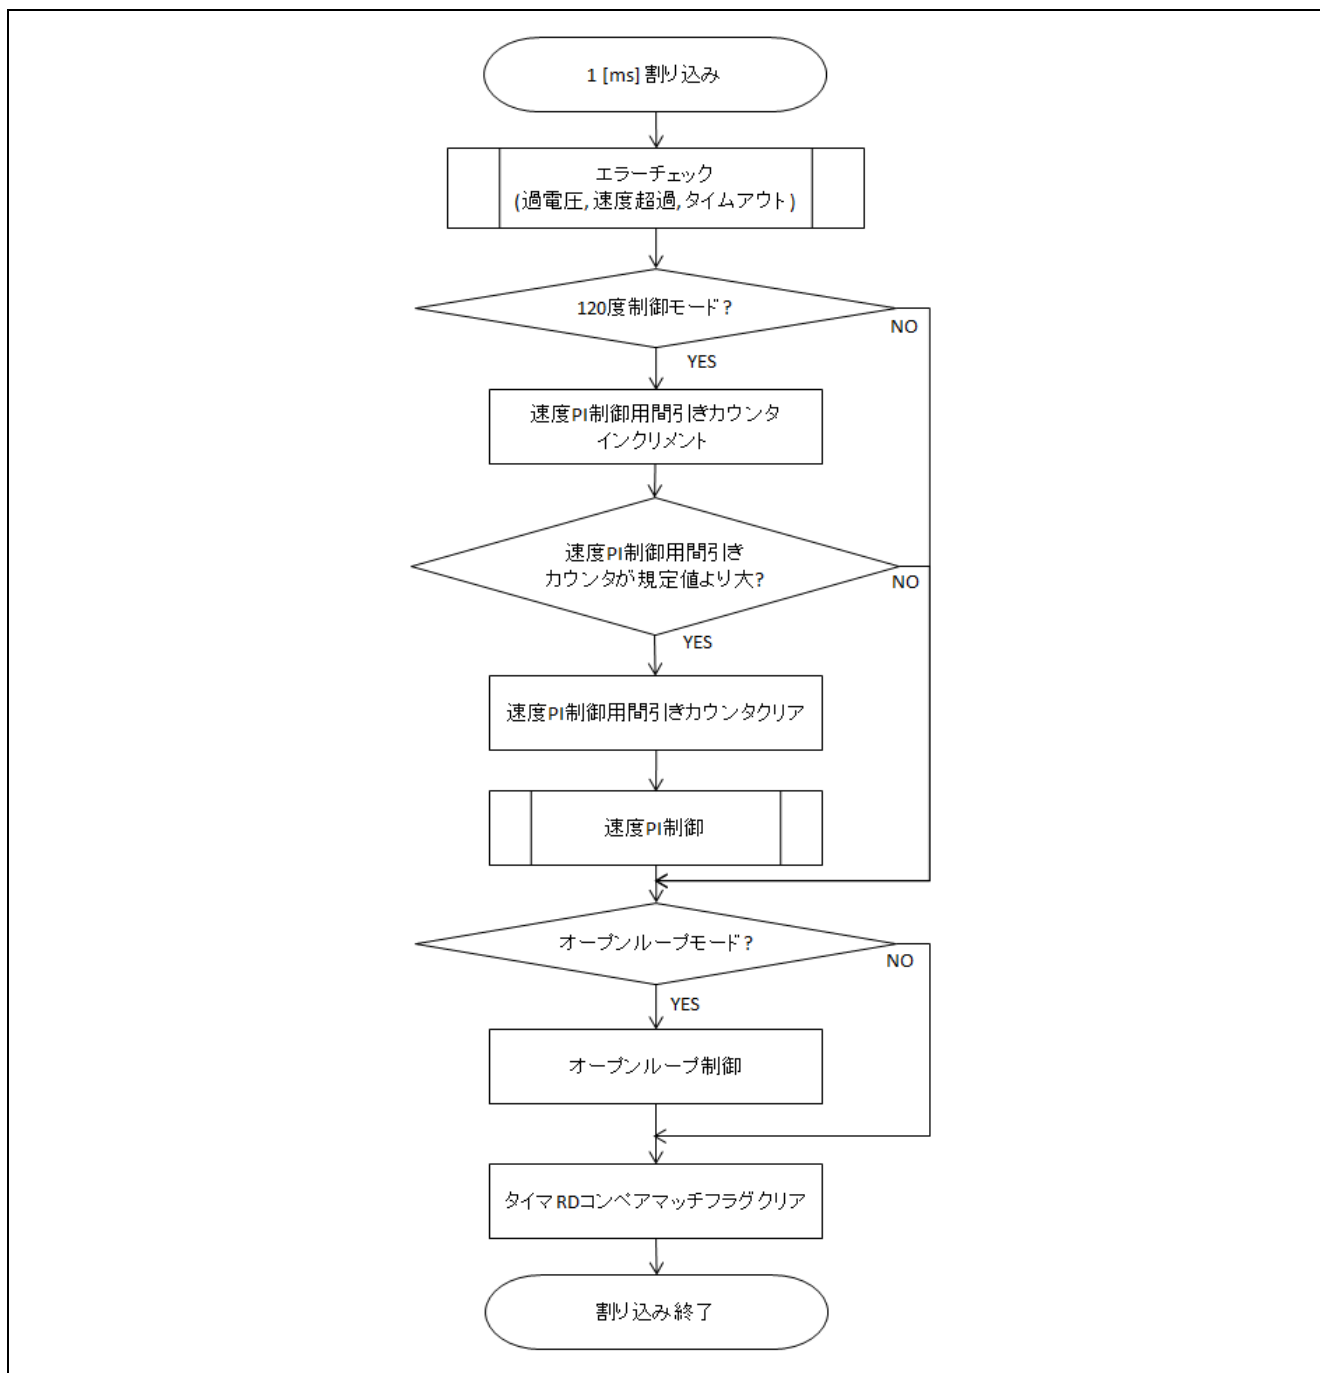 1 [ms] 割り込み
エラーチェック
(過電圧, 速度超過, タイムアウト)
120度制御モード?
NO
YES
速度PI制御用間引きカウンタ
インクリメント
速度PI制御用間引き
カウンタが規定値より大?
NO
YES
速度PI制御用間引きカウンタクリア
速度PI制御
オープンループモード?
NO
YES
オープンループ制御
タイマRDコンペアマッチフラグクリア
割り込み終了